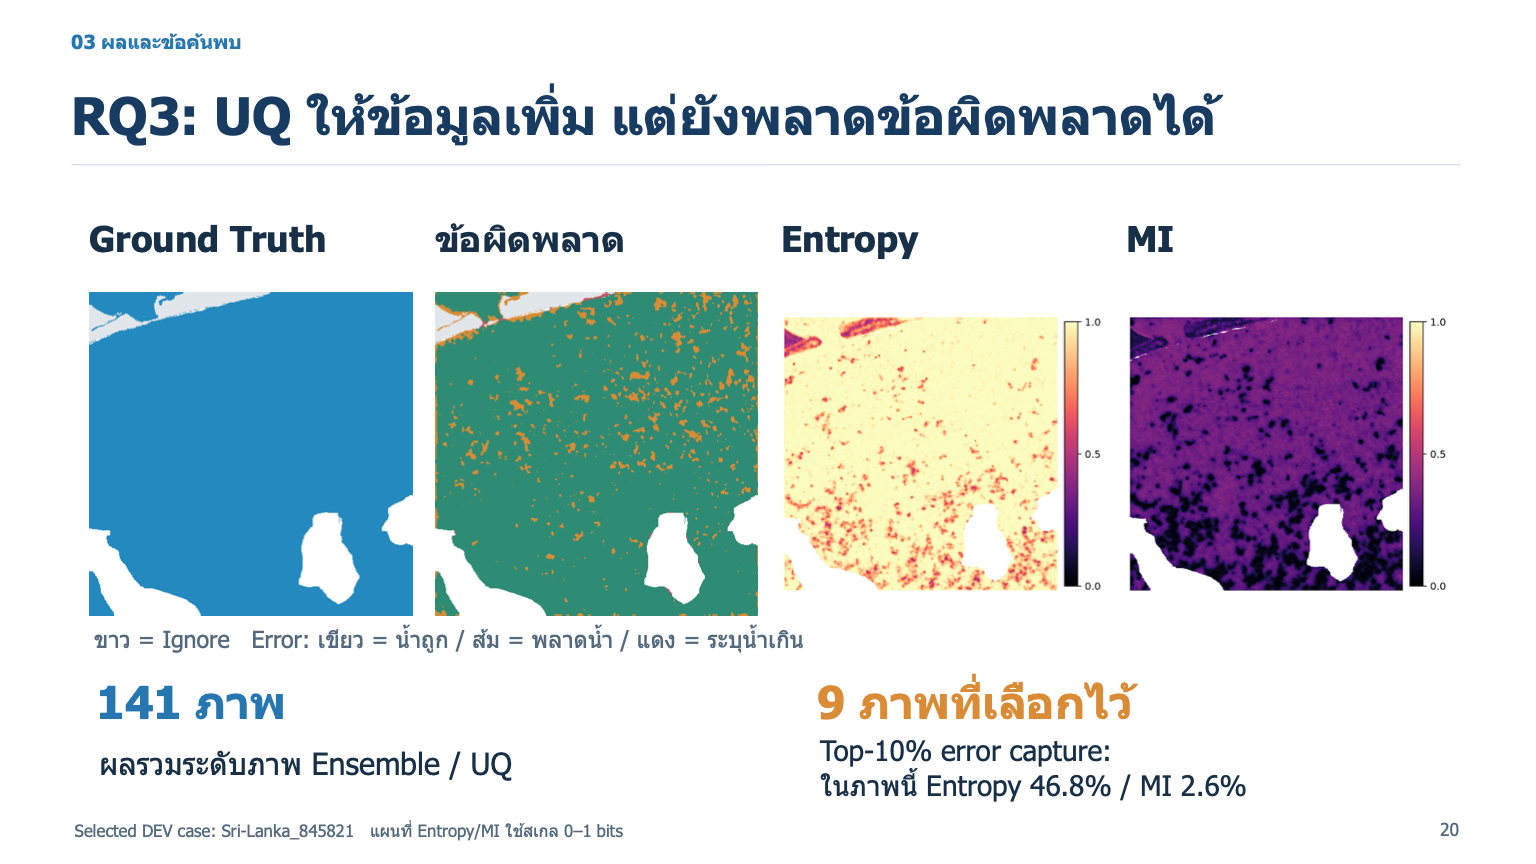 03 ผลและข้อค้นพบ
RQ3: UQ ให้ข้อมูลเพิ่ม แต่ยังพลาดข้อผิดพลาดได้
Ground Truth
ข้อผิดพลาด
Entropy
MI
1.0
0.5
0.0
1.0
0.5
0.0
ขาว = Ignore Error: เขียว = น้ำถูก / ส้ม = พลาดน้ำ / แดง = ระบุน้ำเกิน
141 ภาพ
ผลรวมระดับภาพ Ensemble / UQ
9 ภาพที่เลือกไว้
Top-10% error capture:
ในภาพนี้ Entropy 46.8% / MI 2.6%
Selected DEV case: Sri-Lanka_845821 แผนที่ Entropy/MI ใช้สเกล 0–1 bits
20